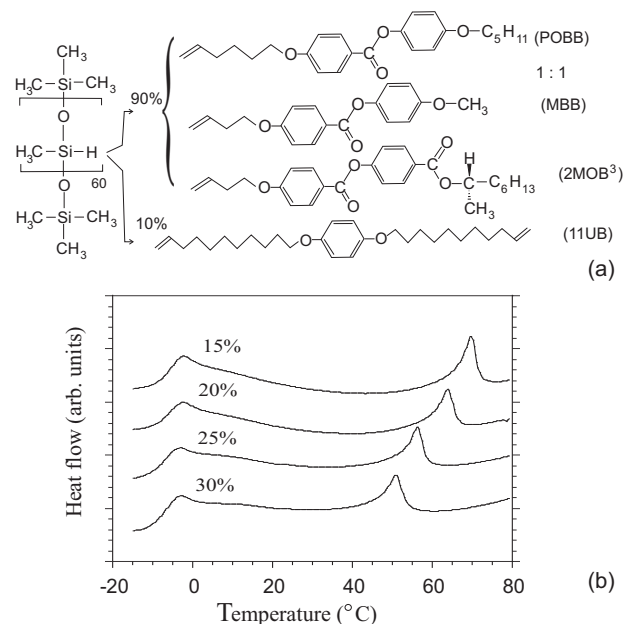 CH₃
H₃C-Si-CH₃
O
H₃C-Si-H
60
O
H₃C-Si-CH₃
CH₃
90%
10%
O
O
O
O
C₅H₁₁ (POBB)
1 : 1
O
C
O
O
O-CH₃ (MBB)
O
C
O
O
C
O
H
C₆H₁₃ (2MOB³)
CH₃
O
O
(11UB)
(a)
Heat flow (arb. units)
15%
20%
25%
30%
-20 0 20 40 60 80
Temperature (°C)
(b)